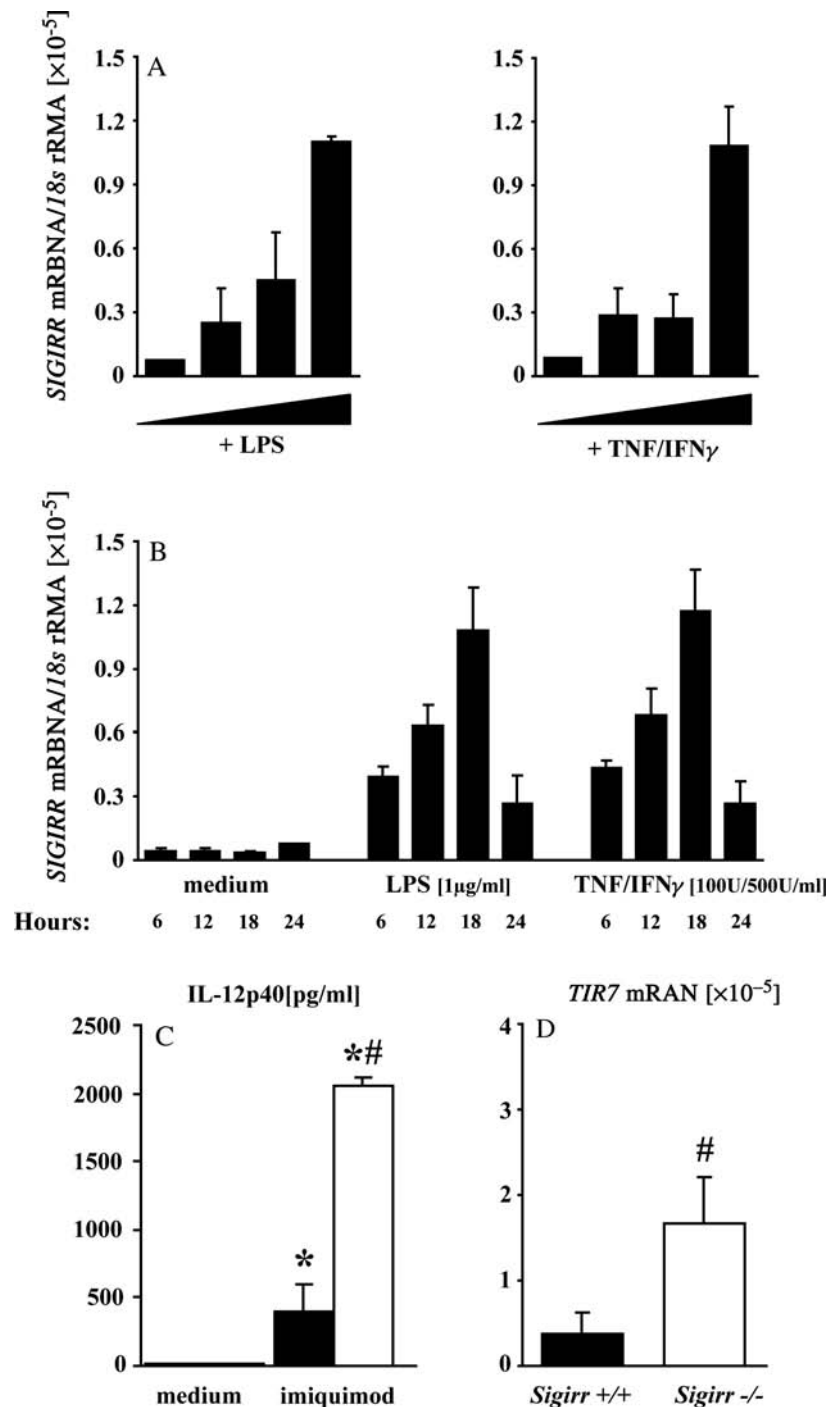 A
SIGIRR mRBNA/18s rRMA [×10-5]
1.5
1.2
0.9
0.6
0.3
0
+ LPS
1.5
1.2
0.9
0.6
0.3
0
+ TNF/IFNγ
B
SIGIRR mRBNA/18s rRMA [×10-5]
1.5
1.2
0.9
0.6
0.3
0
medium LPS [1µg/ml] TNF/IFNγ [100U/500U/ml]
Hours: 6 12 18 24 6 12 18 24 6 12 18 24
IL-12p40[pg/ml]
C
2500
2000
1500
1000
500
0
*
*#
medium imiquimod
TIR7 mRAN [×10–5]
D
4
3
2
1
0
#
Sigirr +/+ Sigirr -/-